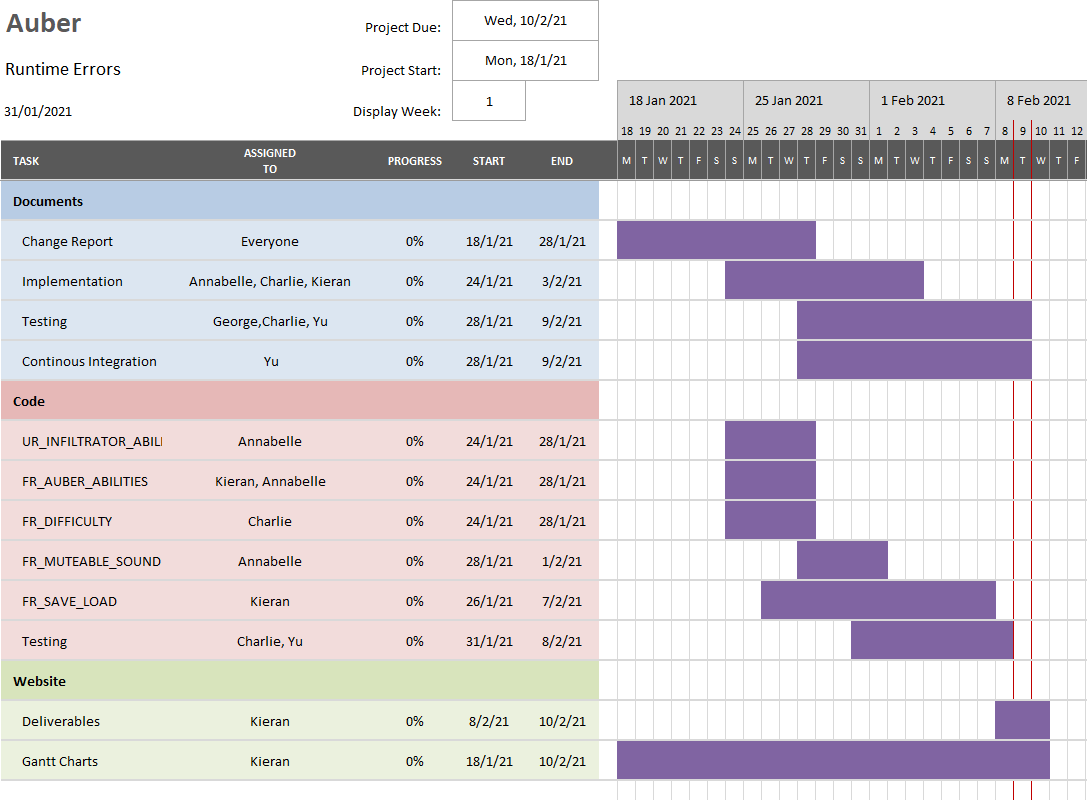 Auber
Project Due: Wed, 10/2/21
Runtime Errors
Project Start: Mon, 18/1/21
31/01/2021
Display Week: 1
18 Jan 2021 25 Jan 2021 1 Feb 2021 8 Feb 2021
18 19 20 21 22 23 24 25 26 27 28 29 30 31 1 2 3 4 5 6 7 8 9 10 11 12
TASK ASSIGNED TO PROGRESS START END M T W T F S S M T W T F S S M T W T F S S M T W T F
Documents
Change Report Everyone 0% 18/1/21 28/1/21
Implementation Annabelle, Charlie, Kieran 0% 24/1/21 3/2/21
Testing George,Charlie, Yu 0% 28/1/21 9/2/21
Continous Integration Yu 0% 28/1/21 9/2/21
Code
UR_INFILTRATOR_ABILI Annabelle 0% 24/1/21 28/1/21
FR_AUBER_ABILITIES Kieran, Annabelle 0% 24/1/21 28/1/21
FR_DIFFICULTY Charlie 0% 24/1/21 28/1/21
FR_MUTEABLE_SOUND Annabelle 0% 28/1/21 1/2/21
FR_SAVE_LOAD Kieran 0% 26/1/21 7/2/21
Testing Charlie, Yu 0% 31/1/21 8/2/21
Website
Deliverables Kieran 0% 8/2/21 10/2/21
Gantt Charts Kieran 0% 18/1/21 10/2/21